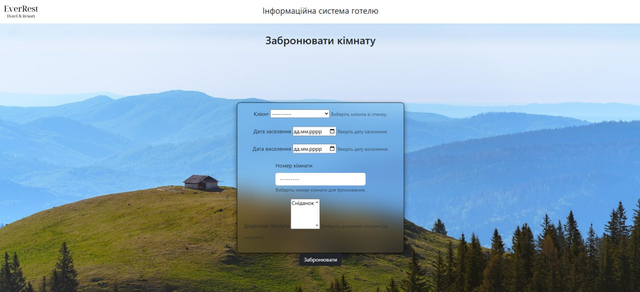 EverRest
Hotel & Resort
Інформаційна система готелю
Забронювати кімнату
Клієнт ---------- Виберіть клієнта зі списку.
Дата заселення дд.мм.рррр Введіть дату заселення.
Дата виселення дд.мм.рррр Введіть дату виселення.
Номер кімнати
----------
Виберіть номер кімнати для бронювання.
Сніданок
Забронювати